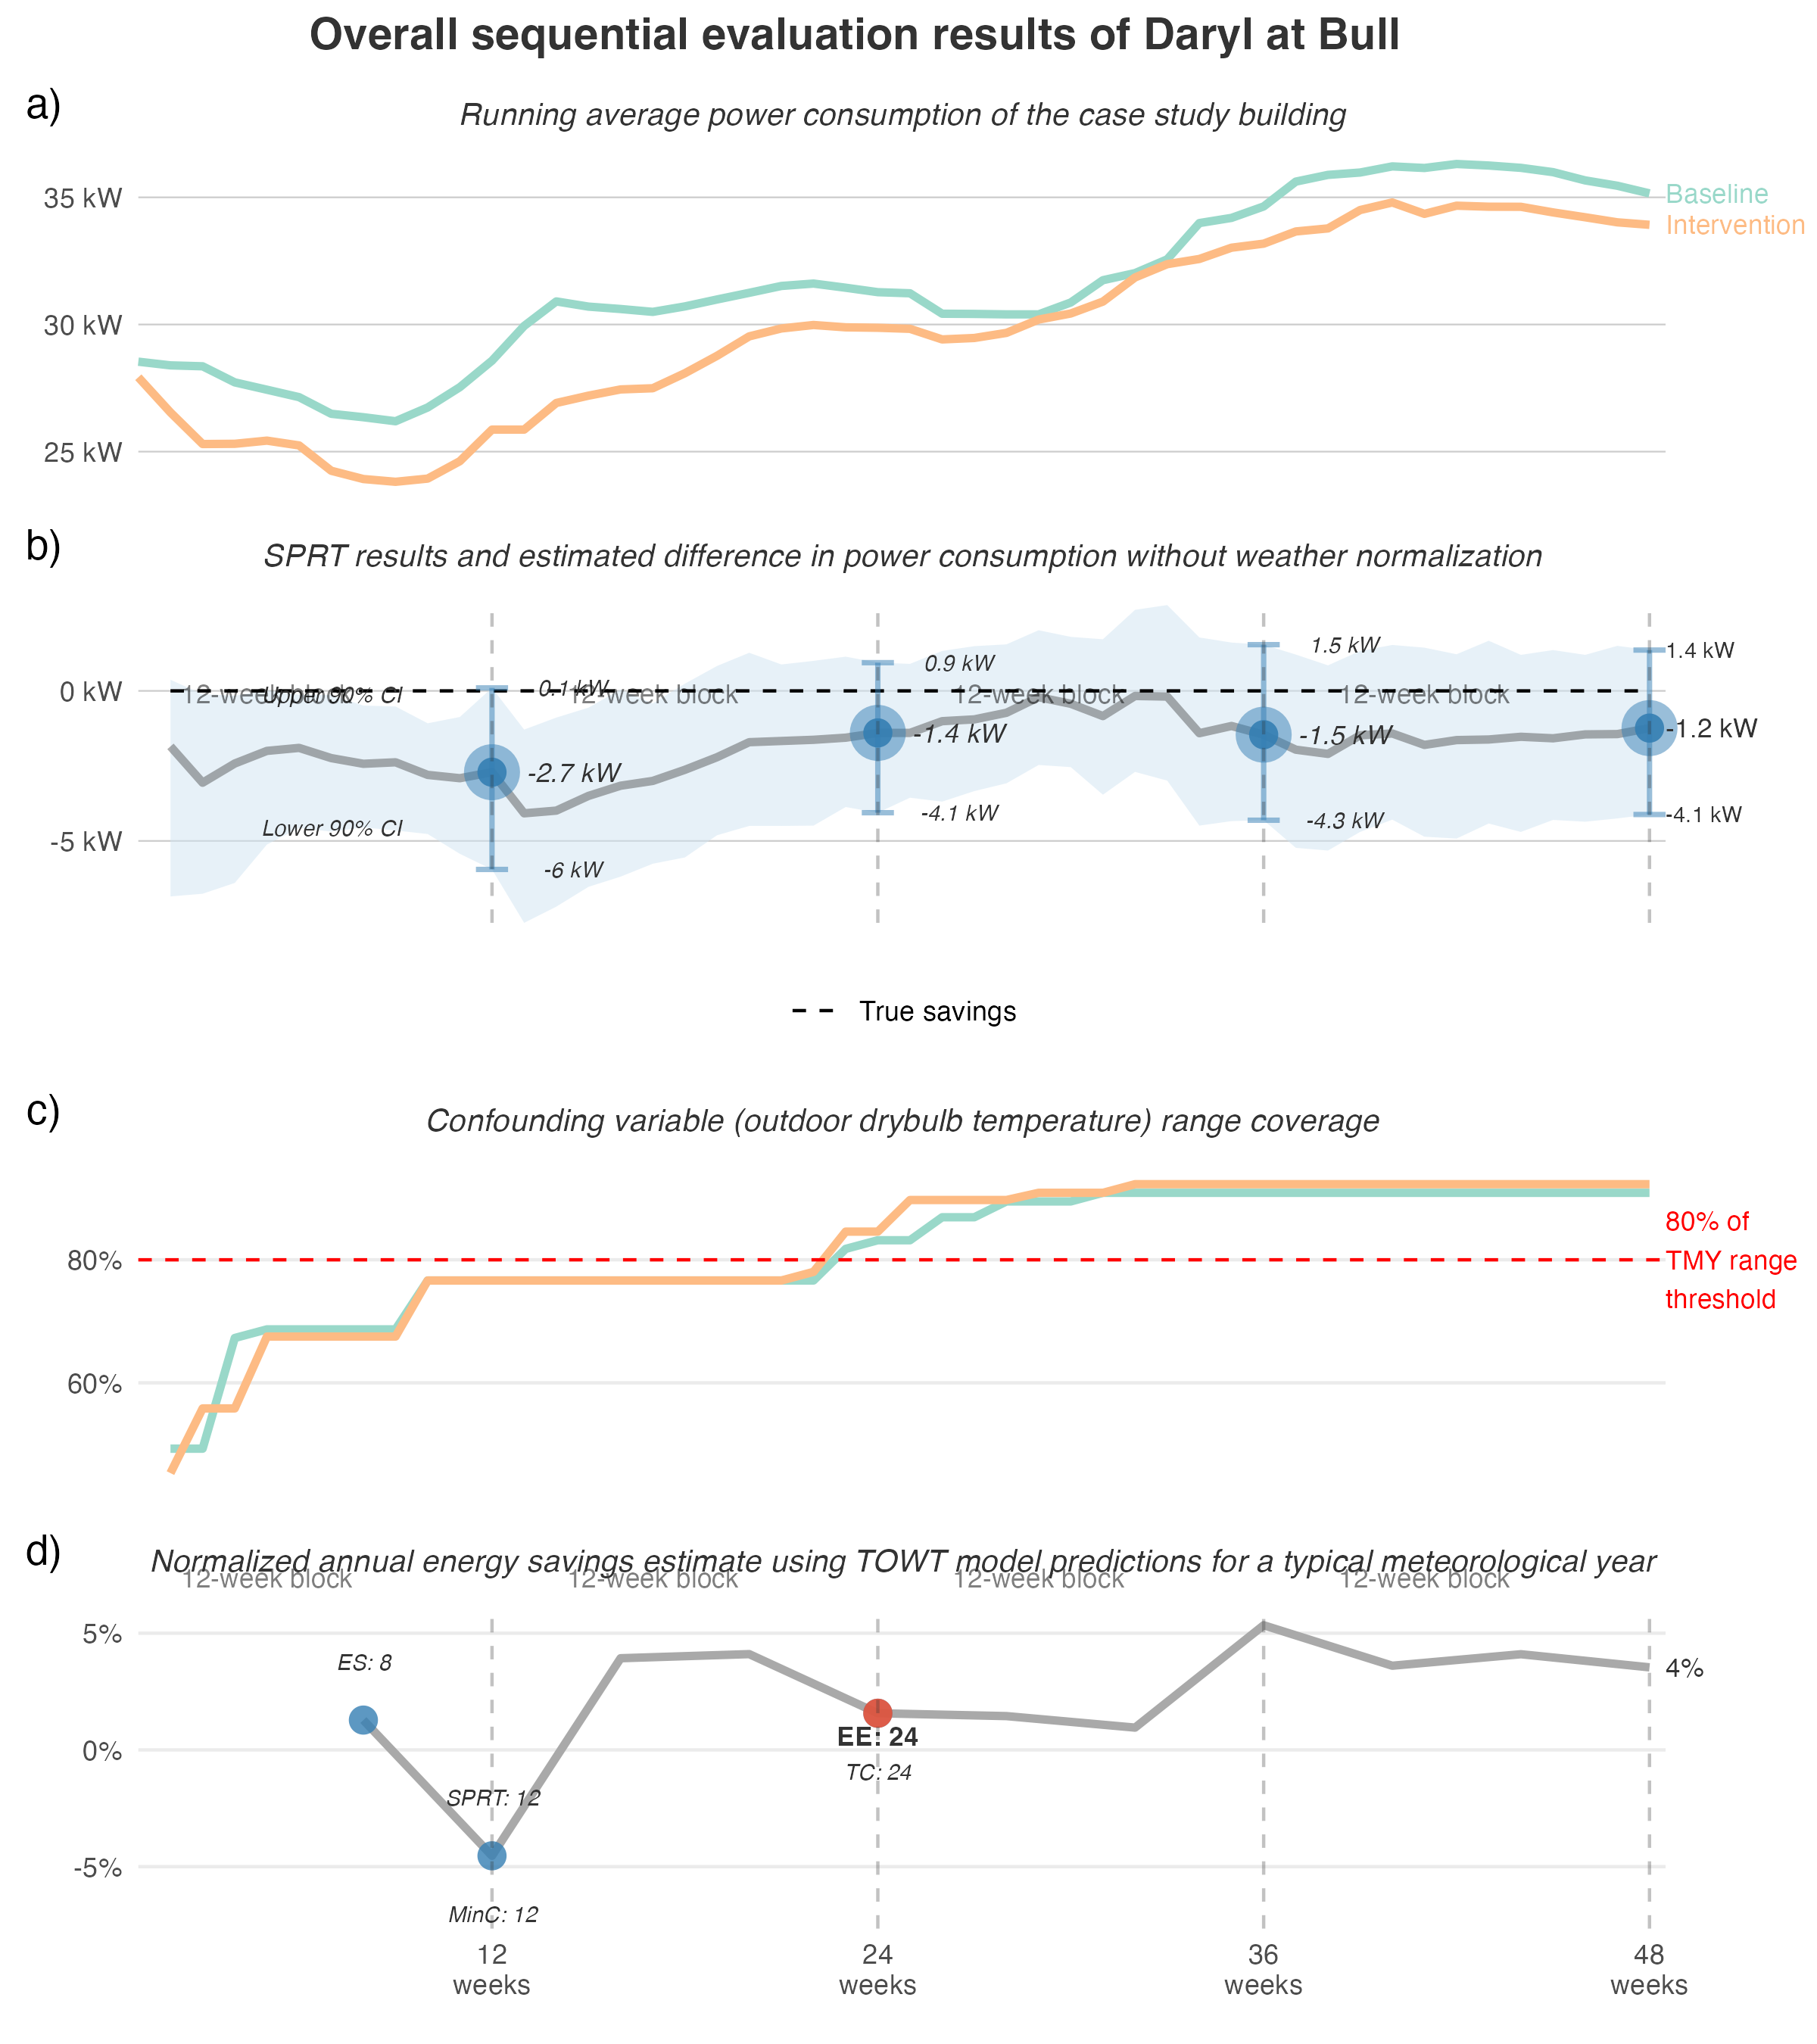 Overall sequential evaluation results of Daryl at Bull
a)
Running average power consumption of the case study building
35 kW
30 kW
25 kW
Baseline
Intervention
b)
SPRT results and estimated difference in power consumption without weather normalization
0 kW
-5 kW
12-week block
12-week block
12-week block
12-week block
Upper 90% CI
Lower 90% CI
0.1 kW
-2.7 kW
-6 kW
0.9 kW
-1.4 kW
-4.1 kW
1.5 kW
-1.5 kW
-4.3 kW
1.4 kW
-1.2 kW
-4.1 kW
True savings
c)
Confounding variable (outdoor drybulb temperature) range coverage
80%
60%
80% of
TMY range
threshold
d)
Normalized annual energy savings estimate using TOWT model predictions for a typical meteorological year
12-week block
12-week block
12-week block
12-week block
5%
0%
-5%
ES: 8
SPRT: 12
MinC: 12
EE: 24
TC: 24
4%
12
weeks
24
weeks
36
weeks
48
weeks